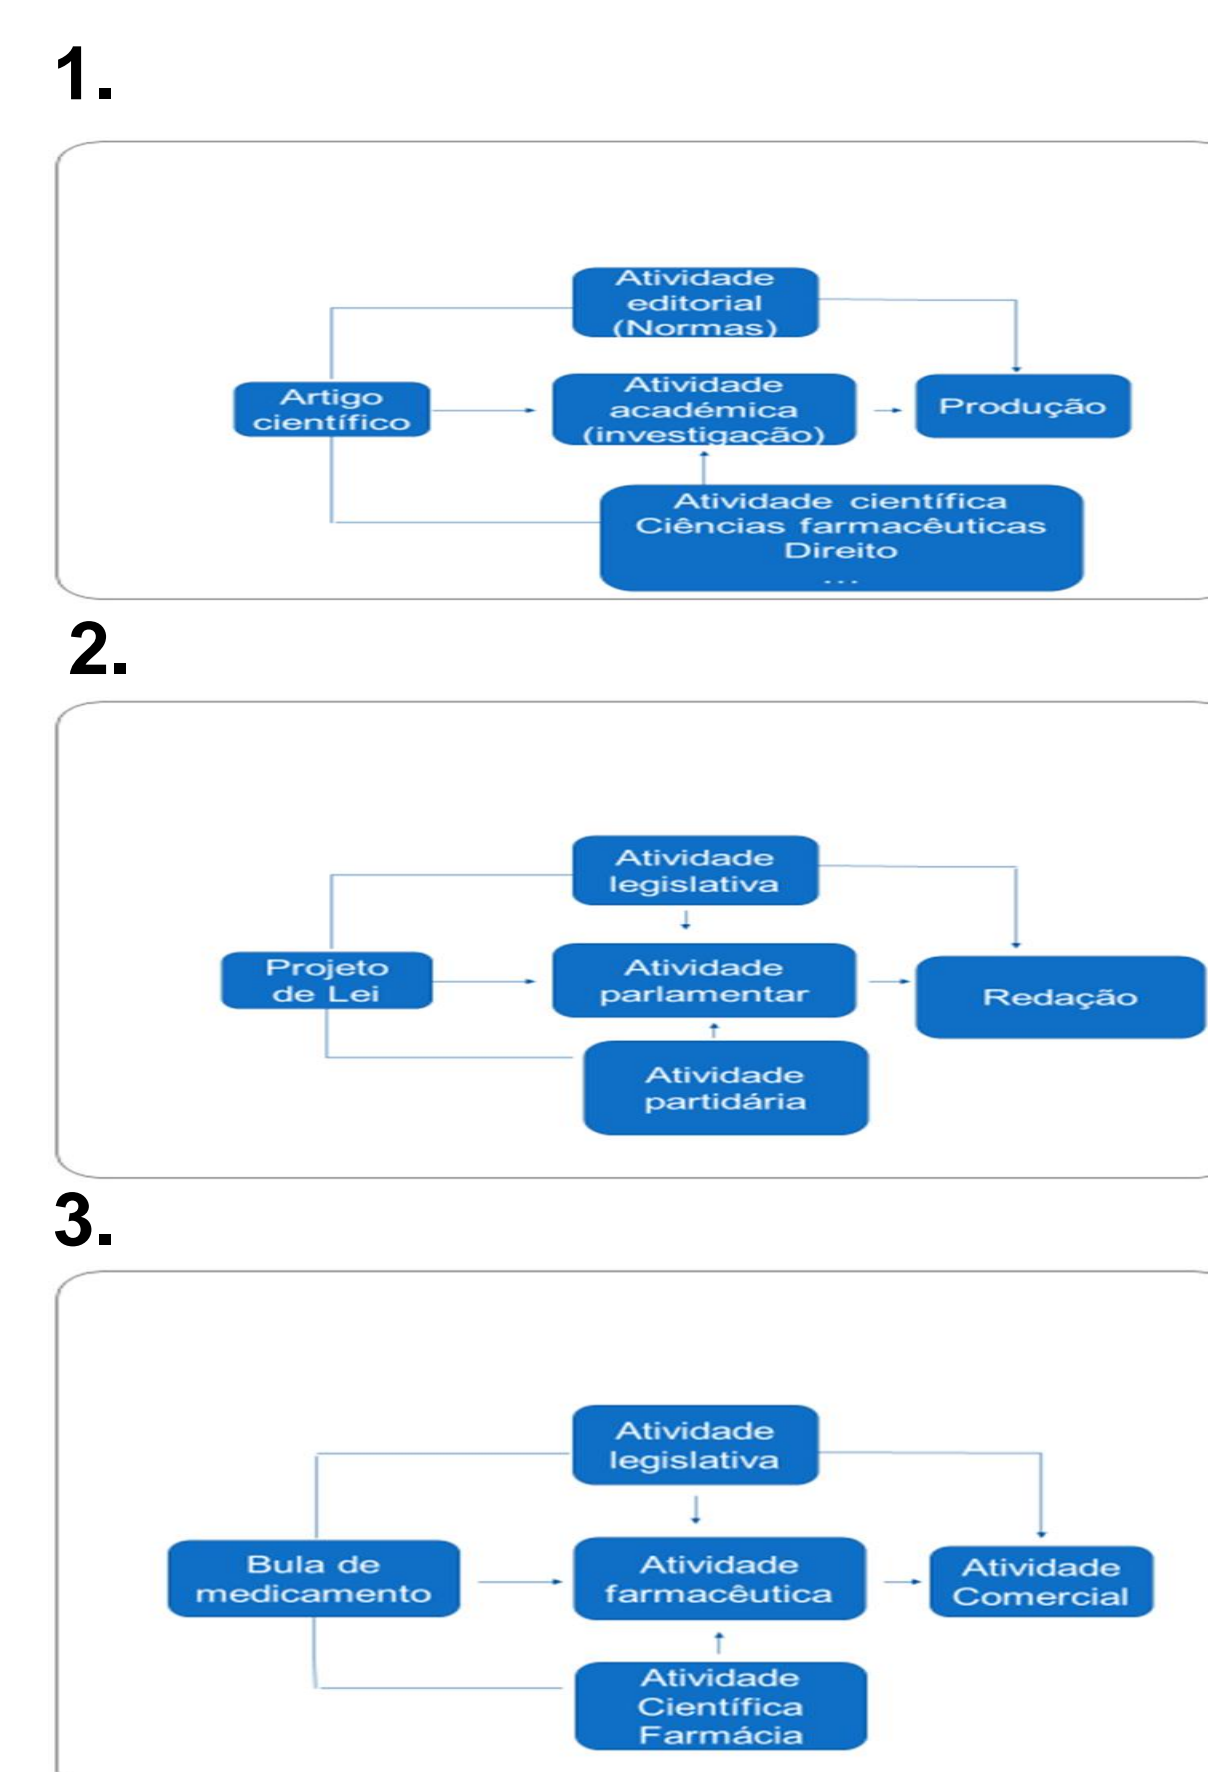 1.
Atividade
editorial
(Normas)
Artigo
científico
Atividade
académica
(investigação)
Produção
Atividade científica
Ciências farmacêuticas
Direito
...
2.
Atividade
legislativa
Projeto
de Lei
Atividade
parlamentar
Redação
Atividade
partidária
3.
Atividade
legislativa
Bula de
medicamento
Atividade
farmacêutica
Atividade
Comercial
Atividade
Científica
Farmácia